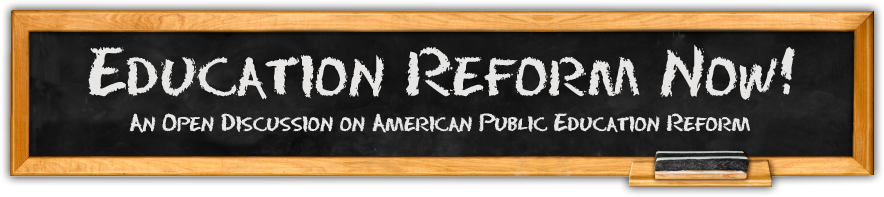 Education Reform Now!
An Open Discussion on American Public Education Reform